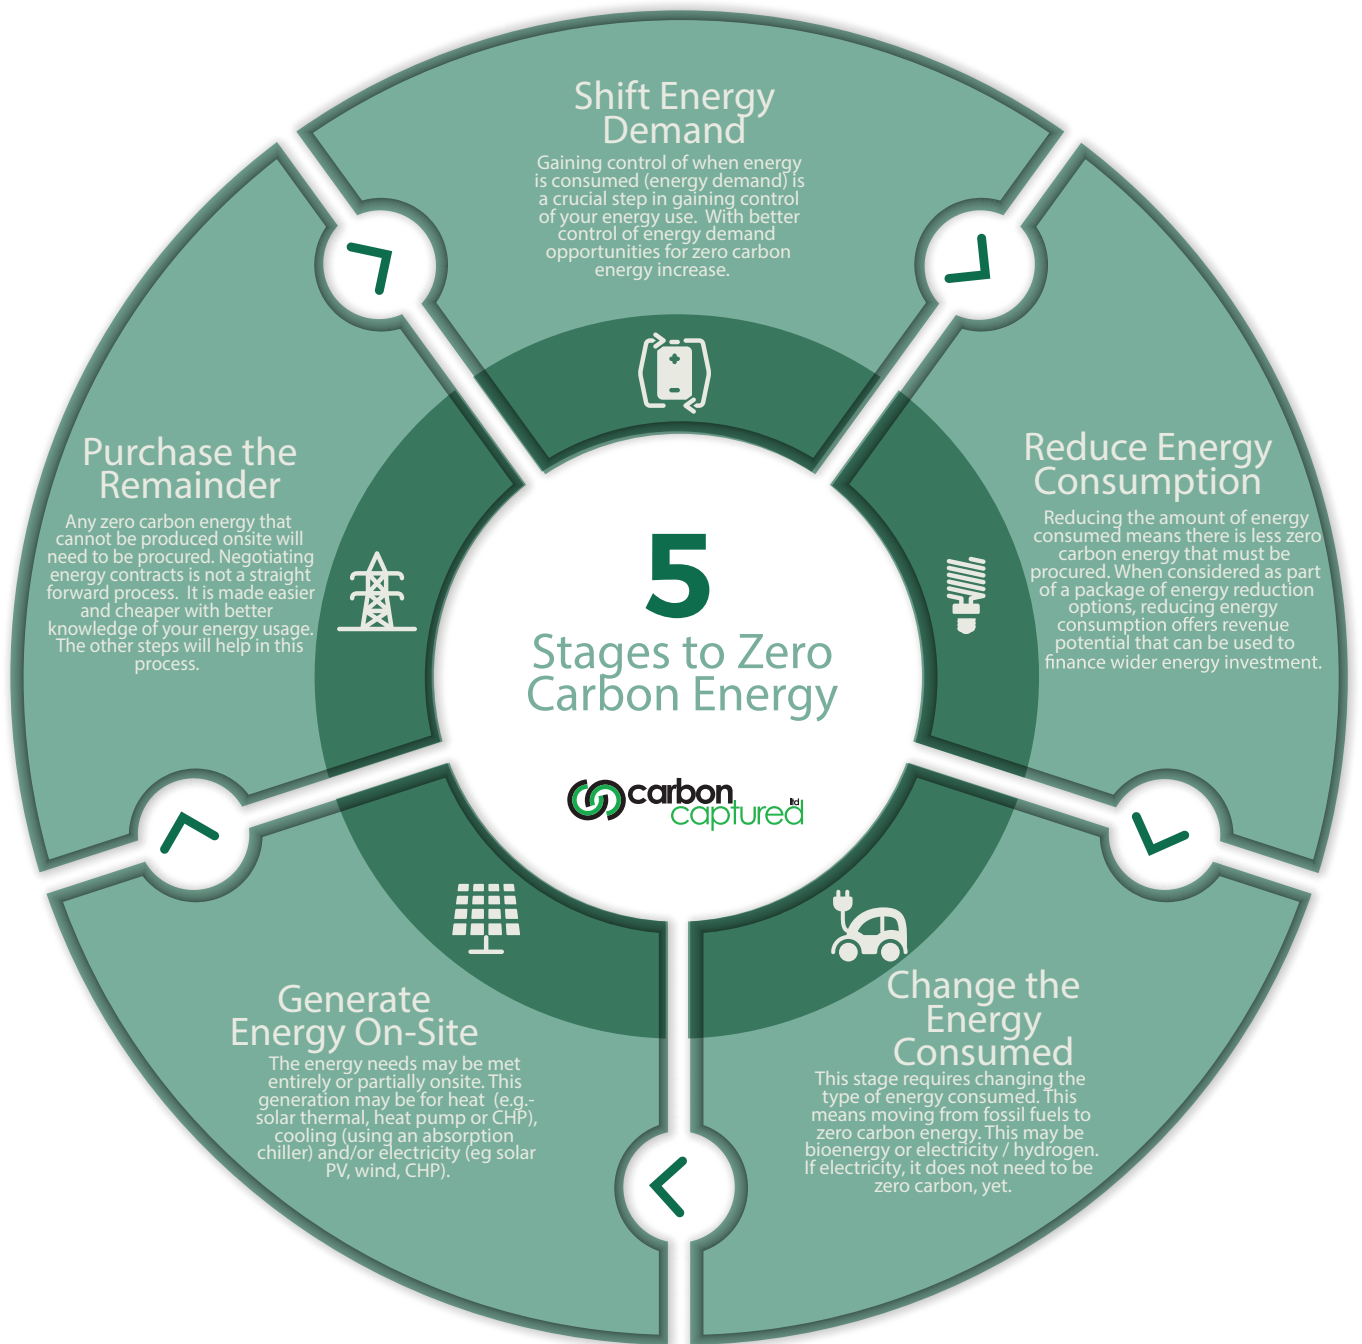 Shift Energy
Demand
Gaining control of when energy
is consumed (energy demand) is
a crucial step in gaining control
of your energy use.  With better
control of energy demand
opportunities for zero carbon
energy increase.
Reduce Energy
Consumption
Reducing the amount of energy
consumed means there is less zero
carbon energy that must be
procured. When considered as part
of a package of energy reduction
options, reducing energy
consumption offers revenue
potential that can be used to
finance wider energy investment.
Change the
Energy
Consumed
This stage requires changing the
type of energy consumed. This
means moving from fossil fuels to
zero carbon energy. This may be
bioenergy or electricity / hydrogen.
If electricity, it does not need to be
zero carbon, yet.
Generate
Energy On-Site
The energy needs may be met
entirely or partially onsite. This
generation may be for heat  (e.g.-
solar thermal, heat pump or CHP),
cooling (using an absorption
chiller) and/or electricity (eg solar
PV, wind, CHP).
Purchase the
Remainder
Any zero carbon energy that
cannot be produced onsite will
need to be procured. Negotiating
energy contracts is not a straight
forward process.  It is made easier
and cheaper with better
knowledge of your energy usage.
The other steps will help in this
process.
5
Stages to Zero
Carbon Energy
carbon
captured ltd